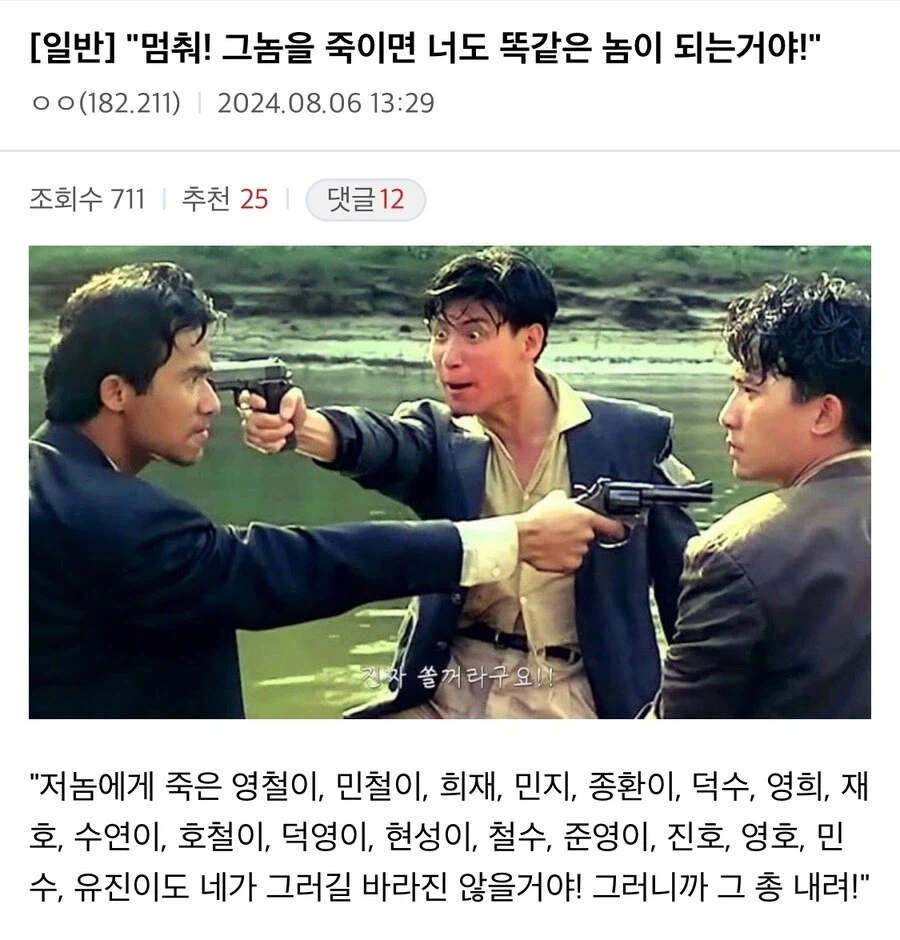 [일반] "멈춰! 그놈을 죽이면 너도 똑같은 놈이 되는거야!"
ㅇㅇ(182.211) | 2024.08.06 13:29
조회수 711 | 추천 25 | 댓글 12
진자 쏠꺼라구요!!
"저놈에게 죽은 영철이, 민철이, 희재, 민지, 종환이, 덕수, 영희, 재
호, 수연이, 호철이, 덕영이, 현성이, 철수, 준영이, 진호, 영호, 민
수, 유진이도 네가 그러길 바라진 않을거야! 그러니까 그 총 내려!"